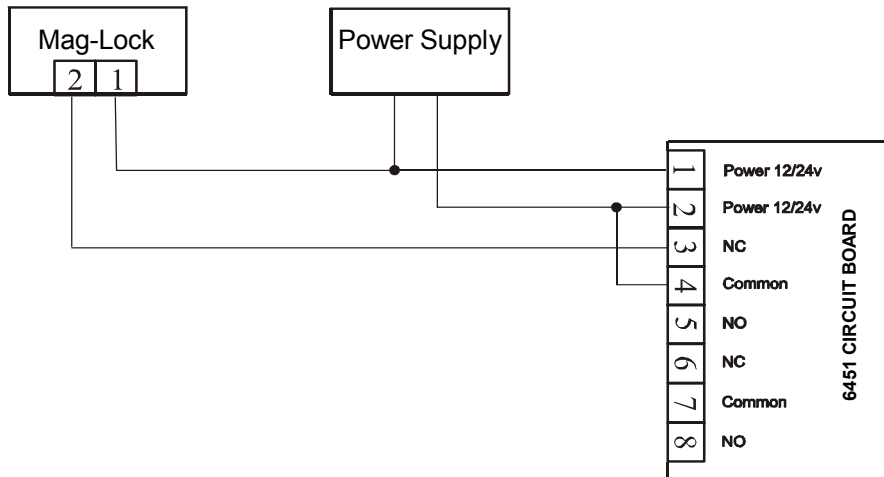 Mag-Lock
2 1
Power Supply
1 Power 12/24v
2 Power 12/24v
3 NC
4 Common
5 NO
6 NC
7 Common
8 NO
6451 CIRCUIT BOARD